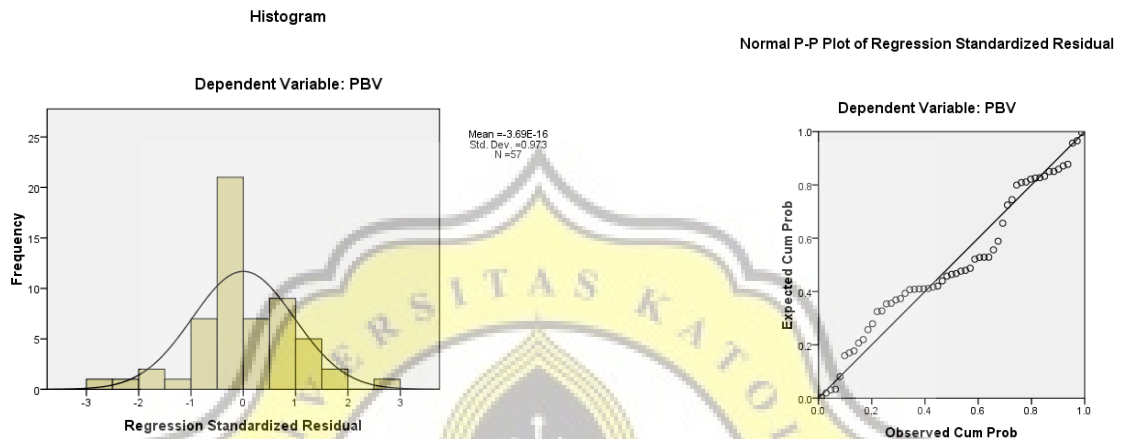 Histogram
Dependent Variable: PBV
Mean =-3.69E-16
Std. Dev. =0.973
N =57
Frequency
25
20
15
10
5
0
-3
-2
-1
0
1
2
3
Regression Standardized Residual
Normal P-P Plot of Regression Standardized Residual
Dependent Variable: PBV
Expected Cum Prob
1.0
0.8
0.6
0.4
0.2
0.0
0.0
0.2
0.4
0.6
0.8
1.0
Observed Cum Prob
ERSITAS KATO